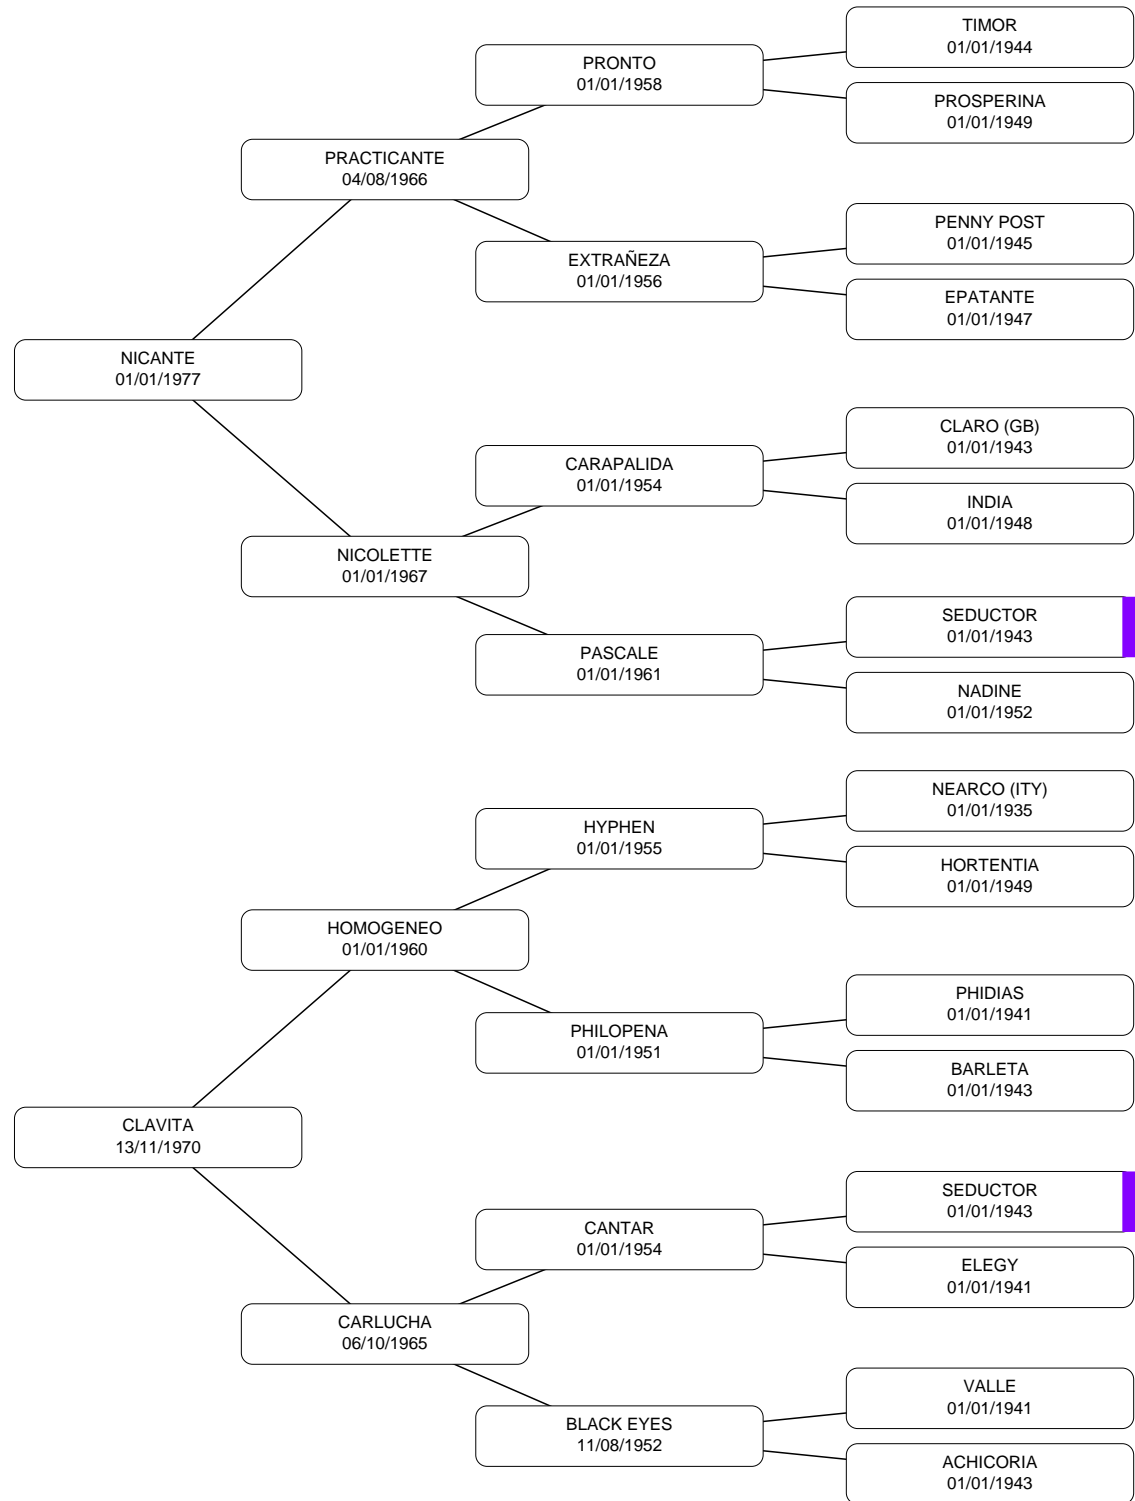 TIMOR
01/01/1944
PRONTO
01/01/1958
PROSPERINA
01/01/1949
PRACTICANTE
04/08/1966
PENNY POST
01/01/1945
EXTRAÑEZA
01/01/1956
EPATANTE
01/01/1947
NICANTE
01/01/1977
CLARO (GB)
01/01/1943
CARAPALIDA
01/01/1954
INDIA
01/01/1948
NICOLETTE
01/01/1967
SEDUCTOR
01/01/1943
PASCALE
01/01/1961
NADINE
01/01/1952
NEARCO (ITY)
01/01/1935
HYPHEN
01/01/1955
HORTENTIA
01/01/1949
HOMOGENEO
01/01/1960
PHIDIAS
01/01/1941
PHILOPENA
01/01/1951
BARLETA
01/01/1943
CLAVITA
13/11/1970
SEDUCTOR
01/01/1943
CANTAR
01/01/1954
ELEGY
01/01/1941
CARLUCHA
06/10/1965
VALLE
01/01/1941
BLACK EYES
11/08/1952
ACHICORIA
01/01/1943